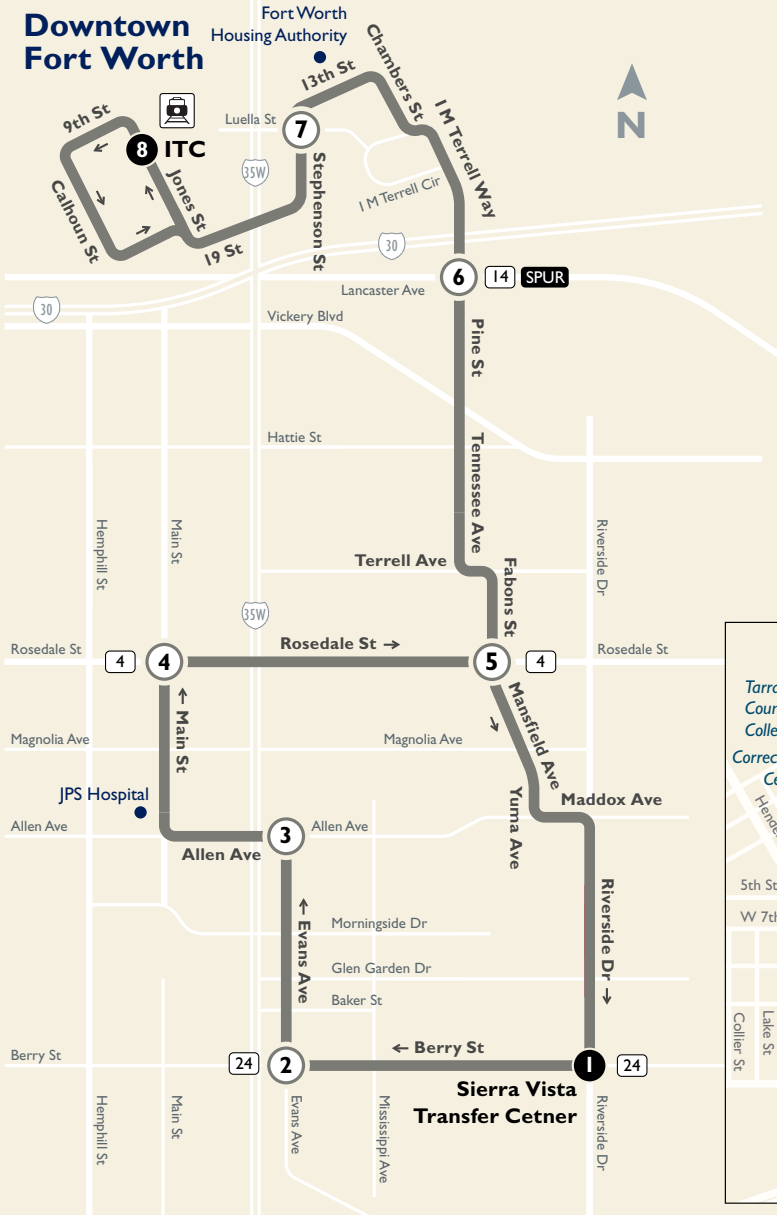 Downtown
Fort Worth
Fort Worth
Housing Authority
13th St
Chambers St
I M Terrell Way
9th St
Luella St
7
8 ITC
35W
N
Calhoun St
Jones St
Stephenson St
I M Terrell Cir
19 St
30
6
14
SPUR
Lancaster Ave
30
Vickery Blvd
Pine St
Hattie St
Tennessee Ave
Hemphill St
Main St
Riverside Dr
Terrell Ave
Fabons St
35W
Rosedale St
4
4
Rosedale St →
5
4
Rosedale St
Main St
Mansfield Ave
Magnolia Ave
Magnolia Ave
JPS Hospital
Yuma Ave
Maddox Ave
Allen Ave
Allen Ave
3
Allen Ave
Riverside Dr →
Evans Ave
Morningside Dr
Glen Garden Dr
Baker St
Berry St
24
2
← Berry St
1
24
Sierra Vista
Transfer Cetner
Hemphill St
Main St
Evans Ave
Mississippi Ave
Riverside Dr
5th St
Collier St
Lake St